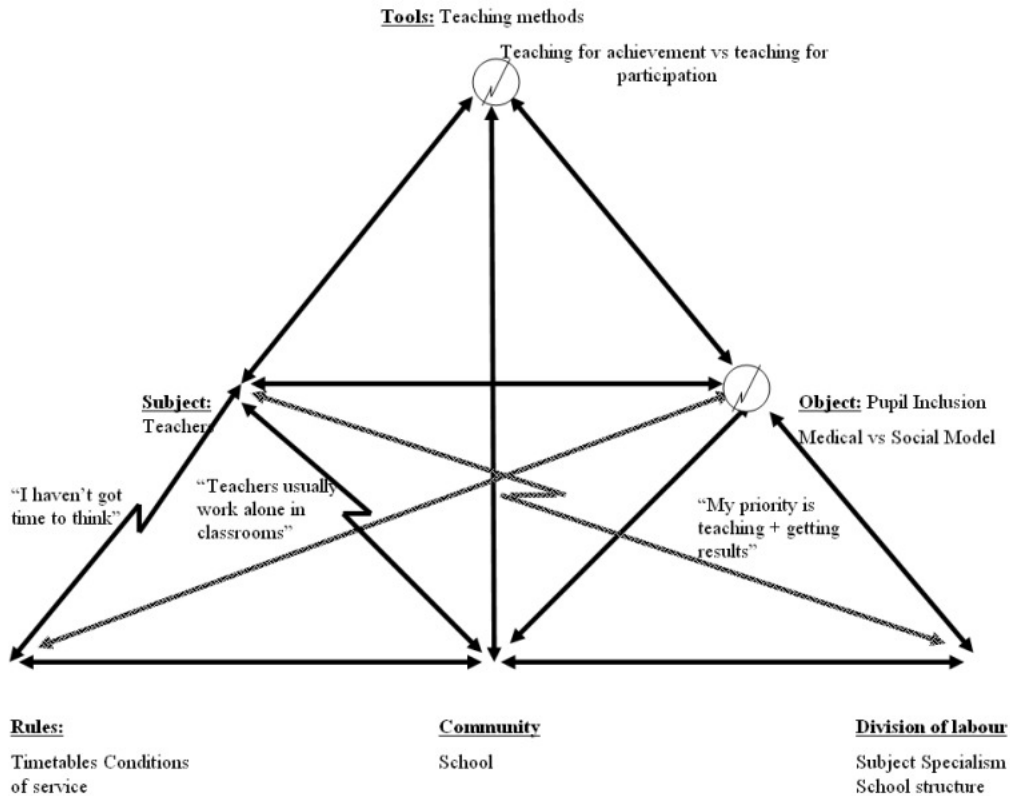 Tools: Teaching methods
Teaching for achievement vs teaching for
participation
Subject:
Teachers
Object: Pupil Inclusion
Medical vs Social Model
“I haven’t got
time to think”
“Teachers usually
work alone in
classrooms”
“My priority is
teaching + getting
results”
Rules:
Timetables Conditions
of service
Community
School
Division of labour
Subject Specialism
School structure